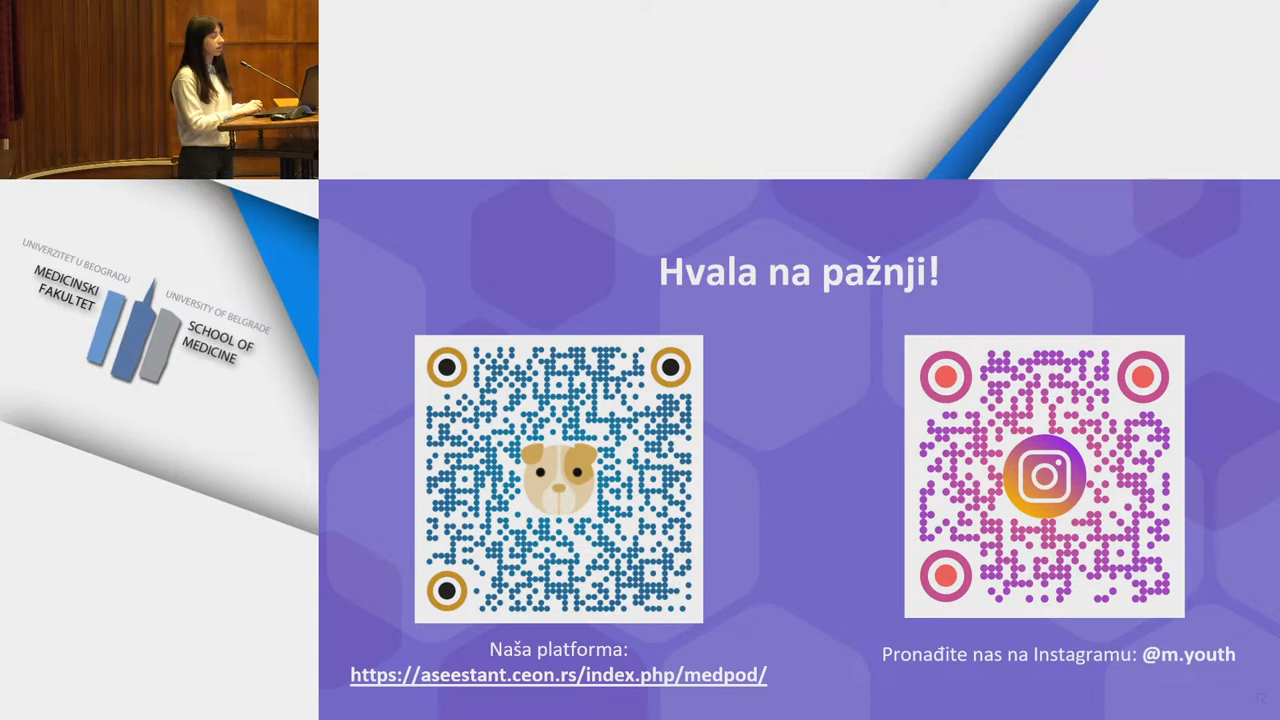 UNIVERZITET U BEOGRADU
MEDICINSKI
FAKULTET
UNIVERSITY OF BELGRADE
SCHOOL OF
MEDICINE
Hvala na pažnji!
Naša platforma:
https://aseestant.ceon.rs/index.php/medpod/
Pronađite nas na Instagramu: @m.youth
12